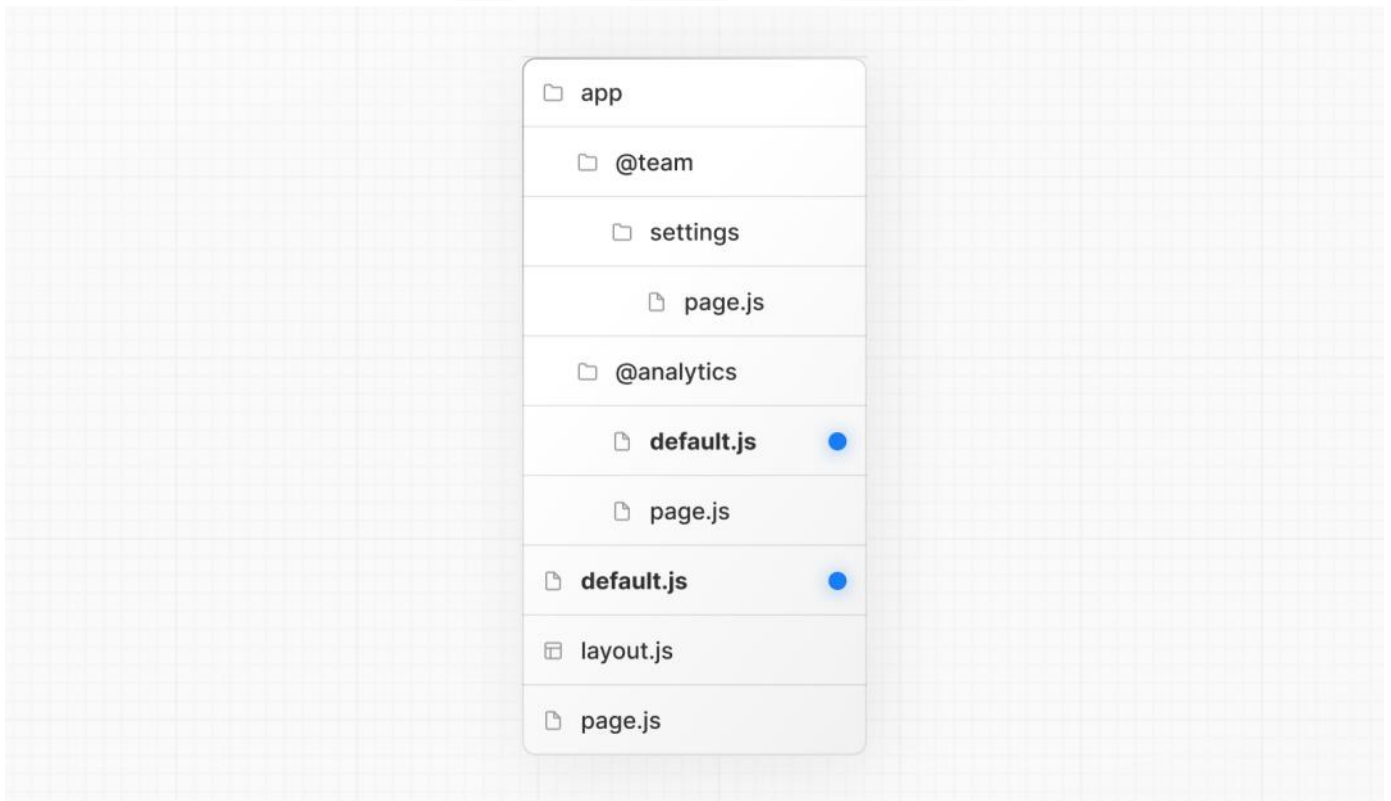 app
@team
settings
page.js
@analytics
default.js
page.js
default.js
layout.js
page.js